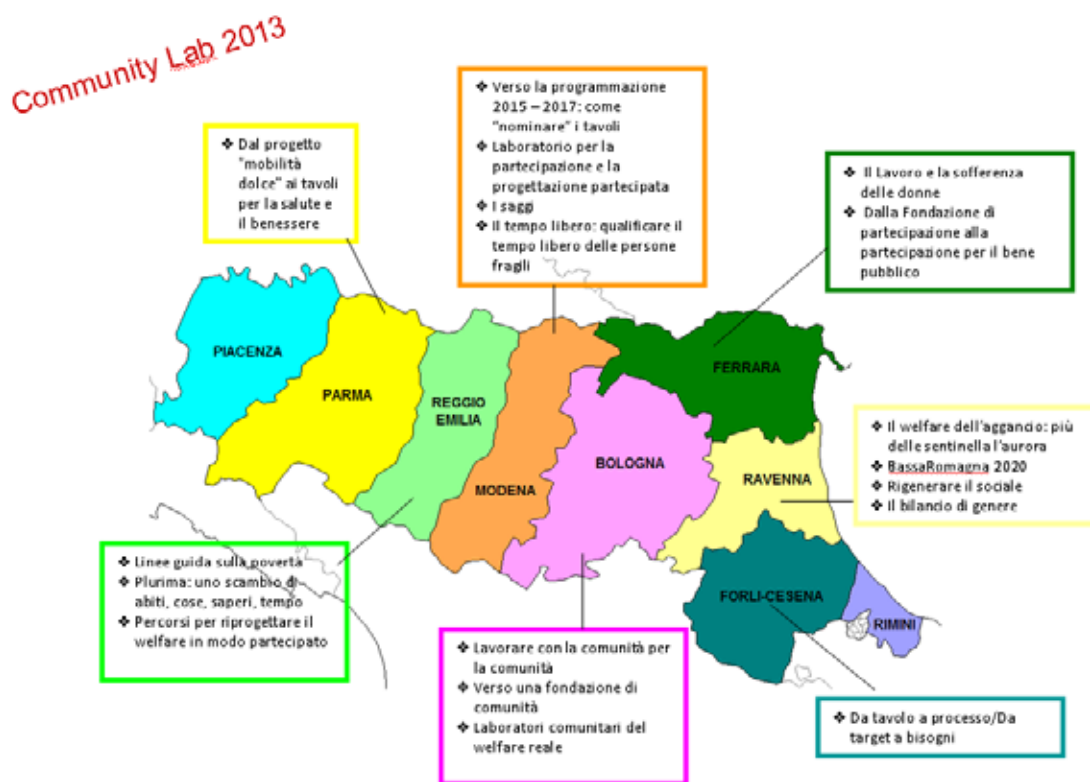 Community Lab 2013
❖ Dal progetto
"mobilità
dolce" ai tavoli
per la salute e
il benessere
❖ Verso la programmazione
2015 – 2017: come
"nominare" i tavoli
❖ Laboratorio per la
partecipazione e la
progettazione partecipata
❖ I saggi
❖ Il tempo libero: qualificare il
tempo libero delle persone
fragili
❖ Il Lavoro e la sofferenza
delle donne
❖ Dalla Fondazione di
partecipazione alla
partecipazione per il bene
pubblico
PIACENZA
PARMA
REGGIO
EMILIA
MODENA
BOLOGNA
FERRARA
RAVENNA
FORLI-CESENA
RIMINI
❖ Il welfare dell'aggancio: più
delle sentinella l'aurora
❖ BassaRomagna 2020
❖ Rigenerare il sociale
❖ Il bilancio di genere
❖ Linee guida sulla povertà
❖ Plurima: uno scambio di
abiti, cose, saperi, tempo
❖ Percorsi per riprogettare il
welfare in modo partecipato
❖ Lavorare con la comunità per
la comunità
❖ Verso una fondazione di
comunità
❖ Laboratori comunitari del
welfare reale
❖ Da tavolo a processo/Da
target a bisogni